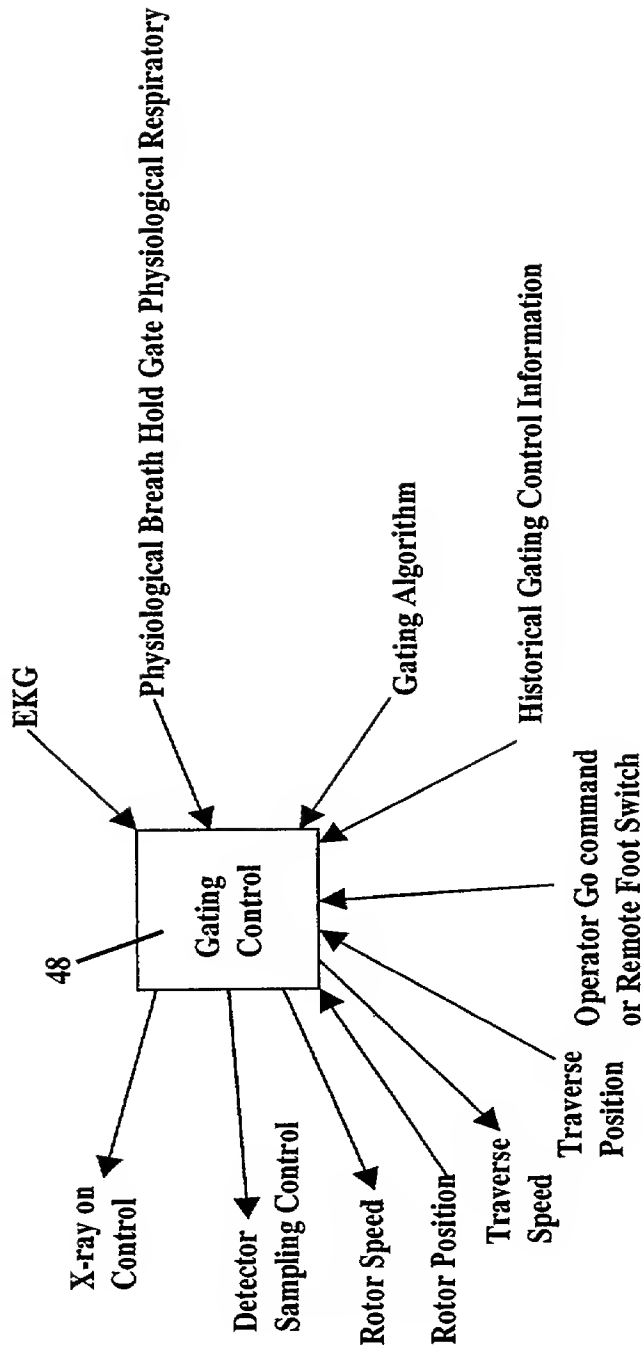 EKG
Physiological Breath Hold Gate Physiological Respiratory
Gating Algorithm
Historical Gating Control Information
48
Gating
Control
Operator Go command
or Remote Foot Switch
Traverse
Position
Traverse
Speed
Rotor Position
Rotor Speed
Detector
Sampling Control
X-ray on
Control